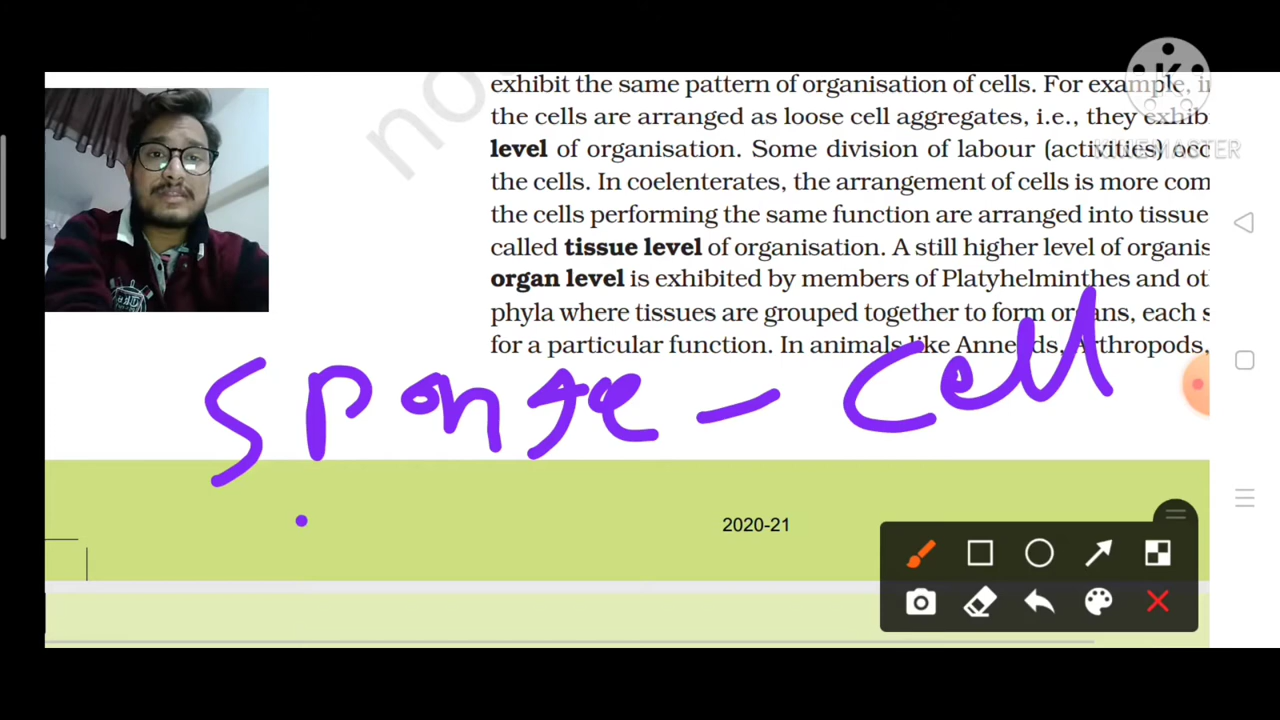 no
exhibit the same pattern of organisation of cells. For example, i
the cells are arranged as loose cell aggregates, i.e., they exhib
level of organisation. Some division of labour (activities) occ
the cells. In coelenterates, the arrangement of cells is more com
the cells performing the same function are arranged into tissue
called tissue level of organisation. A still higher level of organis
organ level is exhibited by members of Platyhelminthes and ot
phyla where tissues are grouped together to form organs, each s
for a particular function. In animals like Annelids, Arthropods,
K
KINEMASTER
Sponge - Cell
2020-21